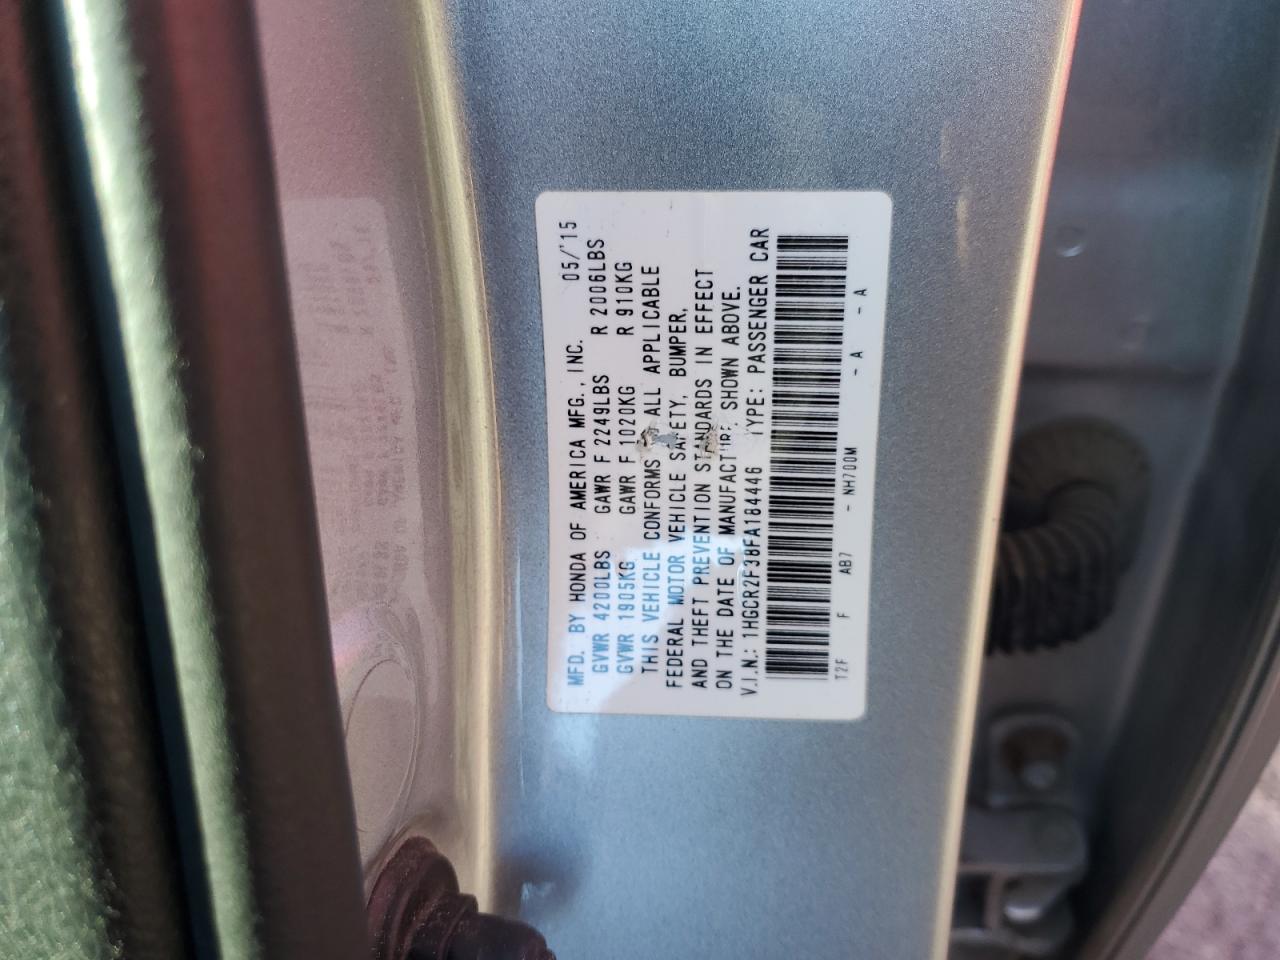 MFD. BY HONDA OF AMERICA MFG., INC. 05/'15
GVWR 4200LBS GAWR F 2249LBS R 2006LBS
GVWR 1905KG GAWR F 1020KG R 910KG
THIS VEHICLE CONFORMS ALL APPLICABLE
FEDERAL MOTOR VEHICLE SAFETY, BUMPER,
AND THEFT PREVENTION STANDARDS IN EFFECT
ON THE DATE OF MANUFACTURE SHOWN ABOVE.
V.I.N.: 1HGCR2F38FA184446 TYPE: PASSENGER CAR
T2F F AB7 - NH700M - A - A